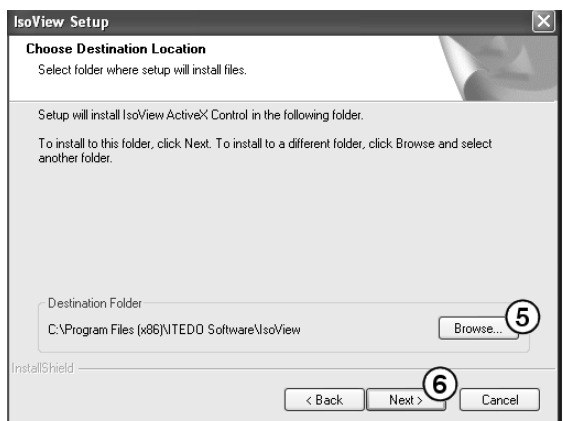 IsoView Setup
Choose Destination Location
Select folder where setup will install files.
Setup will install IsoView ActiveX Control in the following folder.
To install to this folder, click Next. To install to a different folder, click Browse and select
another folder.
Destination Folder
C:\Program Files (x86)\ITEDO Software\IsoView
Browse...
5
InstallShield
6
< Back
Next >
Cancel